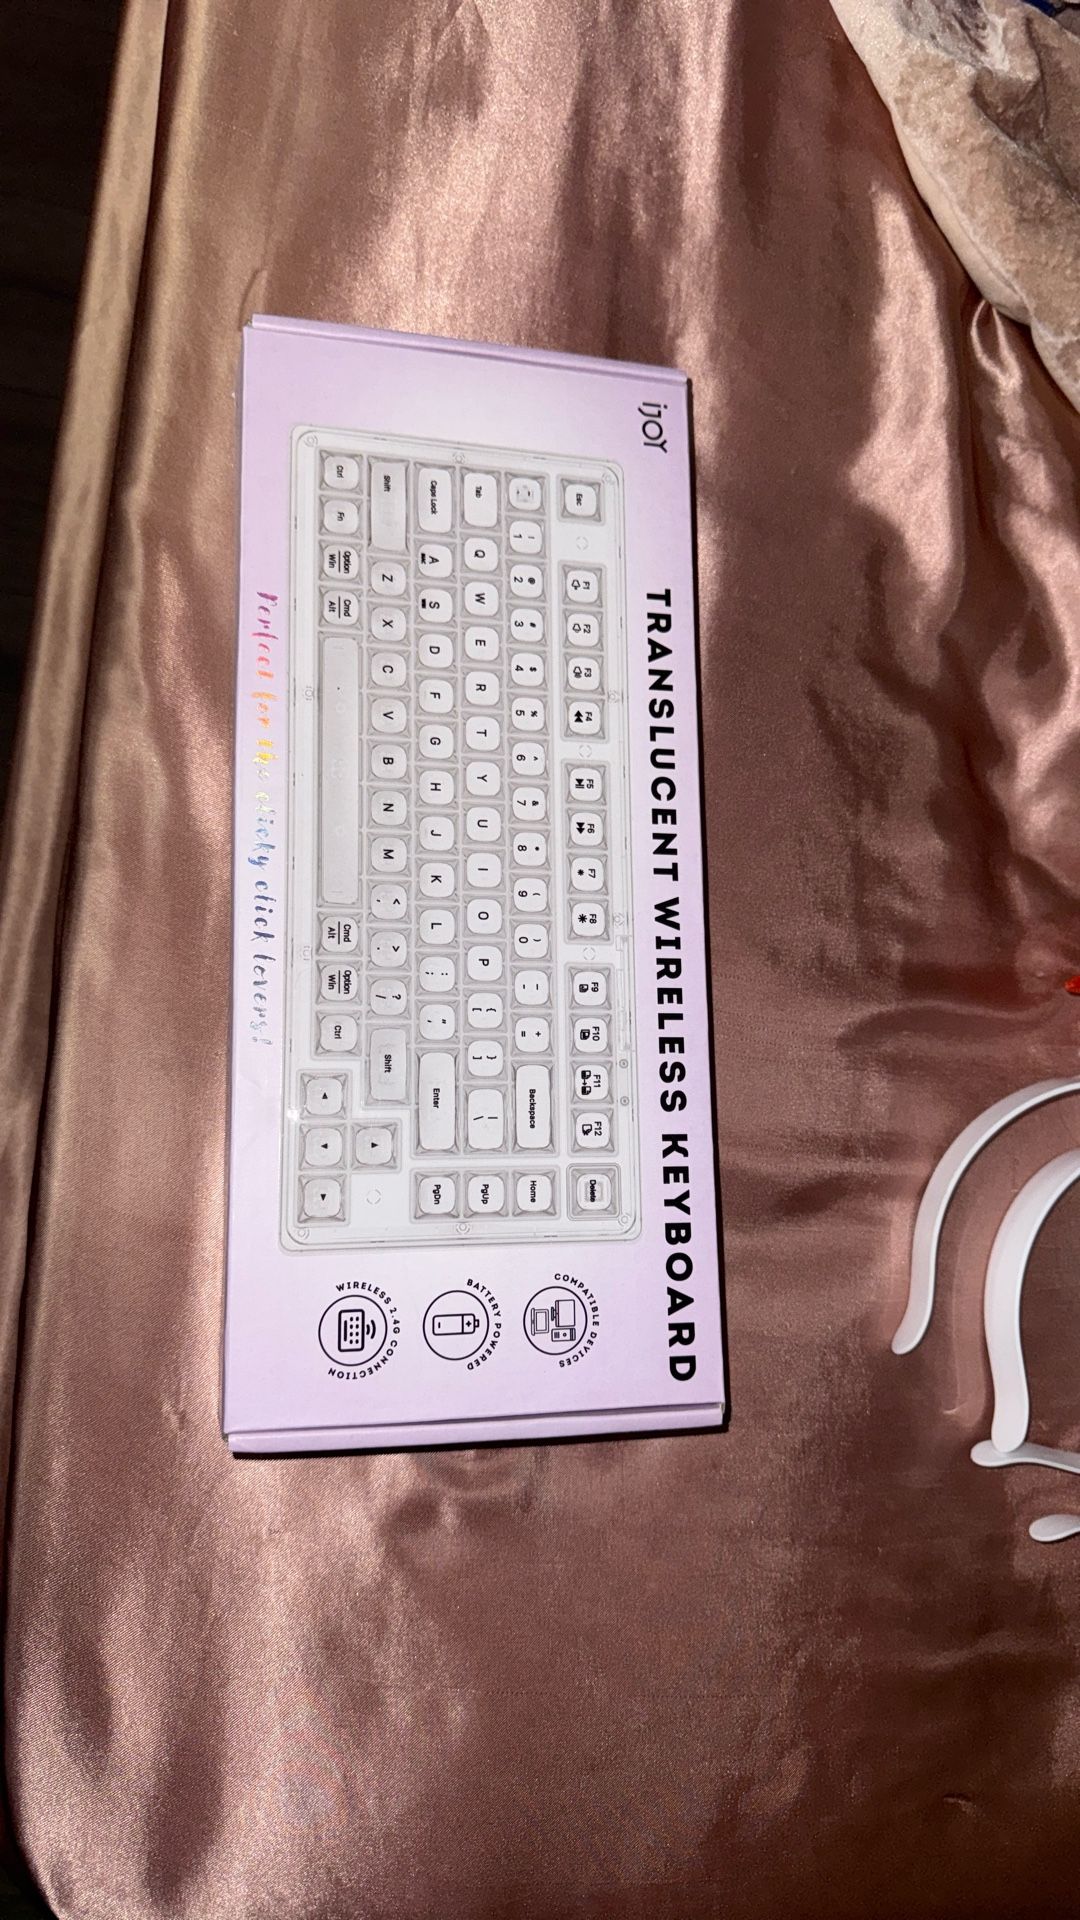 iJOY
TRANSLUCENT WIRELESS KEYBOARD
Esc F1 F2 F3 F4 F5 F6 F7 F8 F9 F10 F11 F12 Delete
! 1 @ 2 # 3 $ 4 % 5 ^ 6 & 7 * 8 ( 9 ) 0 - + = Backspace Home
Tab Q W E R T Y U I O P { [ } ] | \ PgUp
Caps Lock A S D F G H J K L : ; " ' Enter PgDn
Shift Z X C V B N M < , > . ? / Shift
Ctrl Fn Option Win Cmd Alt Cmd Alt Option Win Ctrl
Perfect for the clicky click lovers!
COMPATIBLE DEVICES
BATTERY POWERED
WIRELESS 2.4G CONNECTION